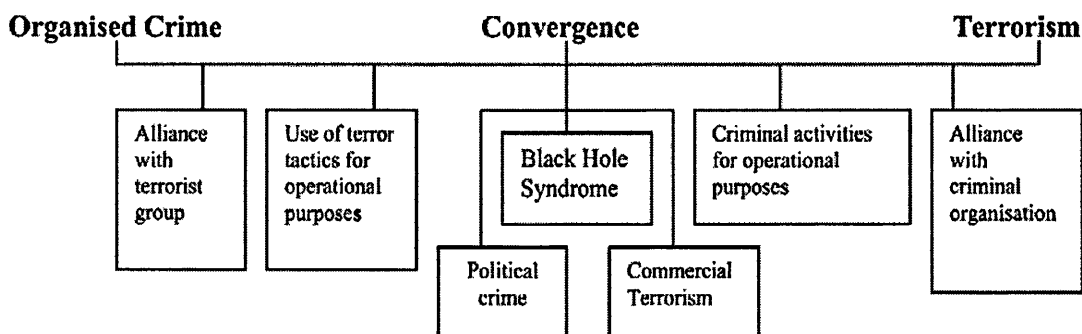 Organised Crime
Convergence
Terrorism
Alliance
with
terrorist
group
Use of terror
tactics for
operational
purposes
Black Hole
Syndrome
Criminal activities
for operational
purposes
Alliance
with
criminal
organisation
Political
crime
Commercial
Terrorism